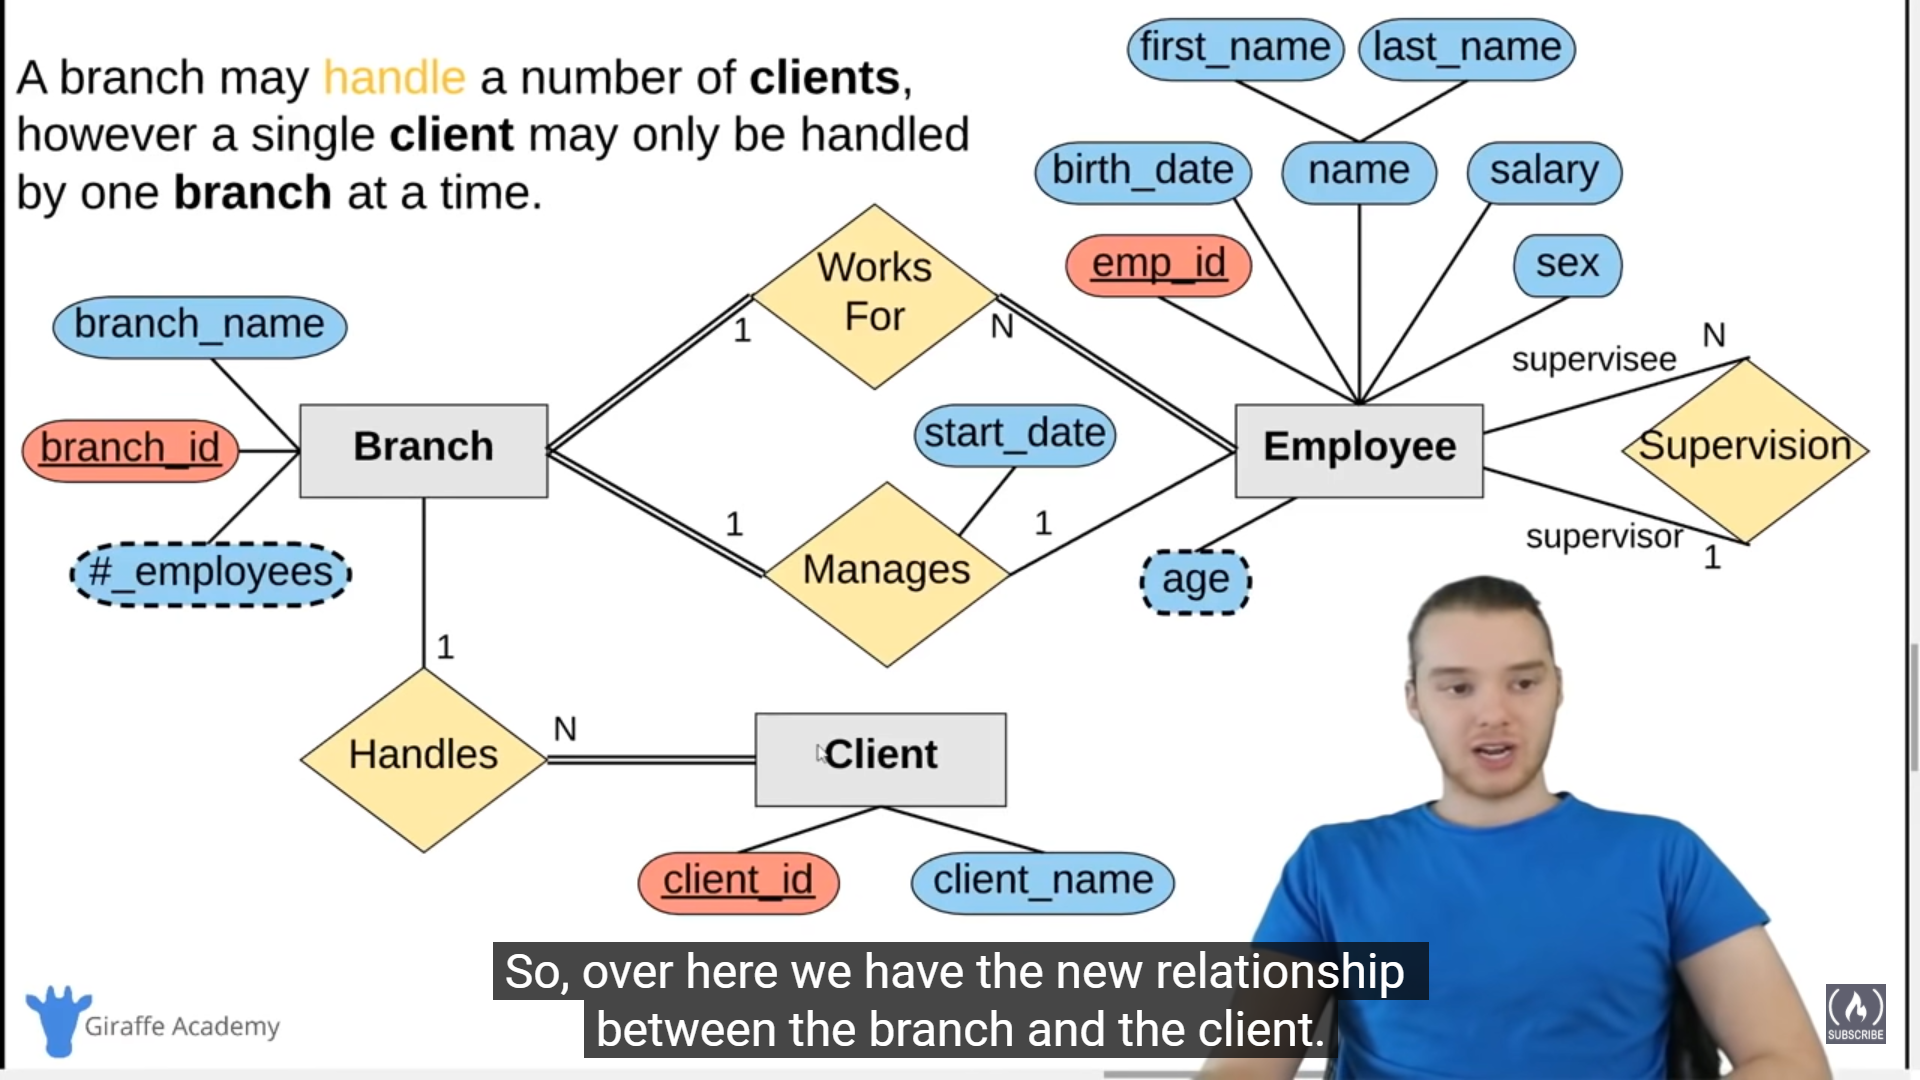 A branch may handle a number of clients,
however a single client may only be handled
by one branch at a time.
first_name
last_name
birth_date
name
salary
emp_id
sex
Works
For
1
N
branch_name
branch_id
#_employees
Branch
start_date
Employee
supervisee
N
Supervision
supervisor
1
1
Manages
1
age
1
Handles
N
Client
client_id
client_name
So, over here we have the new relationship
between the branch and the client.
Giraffe Academy
SUBSCRIBE